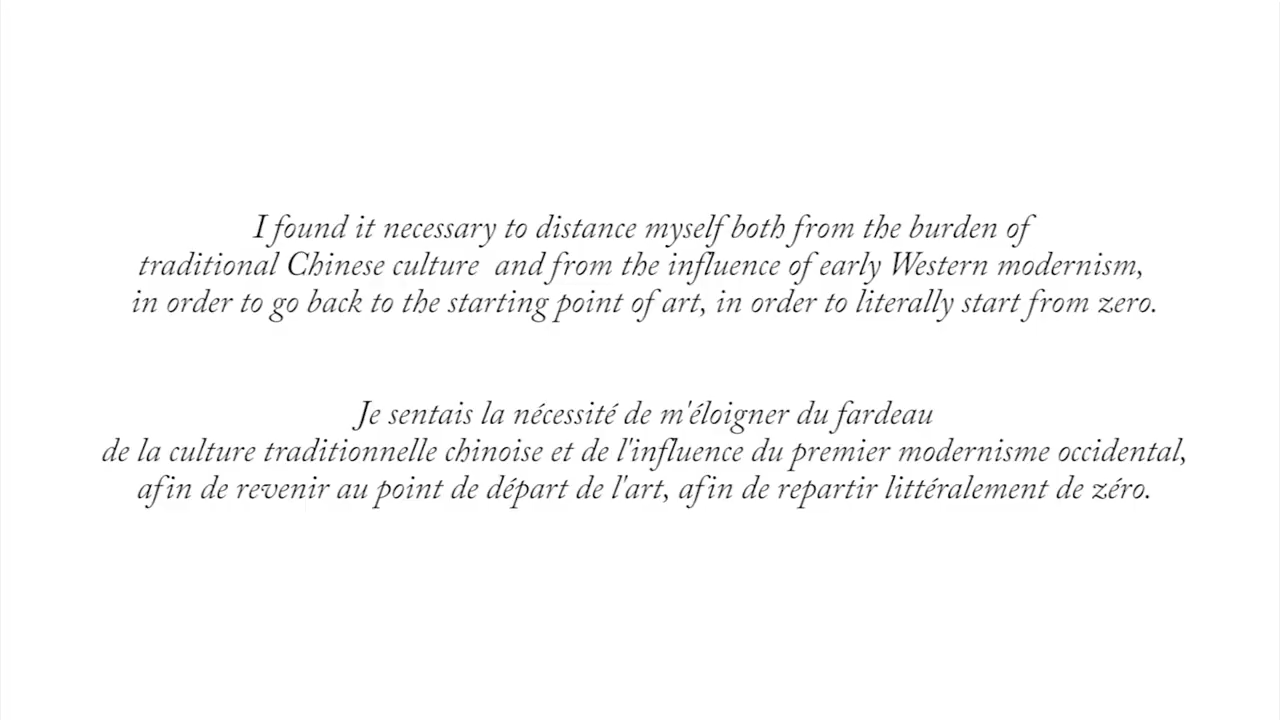 I found it necessary to distance myself both from the burden of
traditional Chinese culture  and from the influence of early Western modernism,
in order to go back to the starting point of art, in order to literally start from zero.
Je sentais la nécessité de m'éloigner du fardeau
de la culture traditionnelle chinoise et de l'influence du premier modernisme occidental,
afin de revenir au point de départ de l'art, afin de repartir littéralement de zéro.